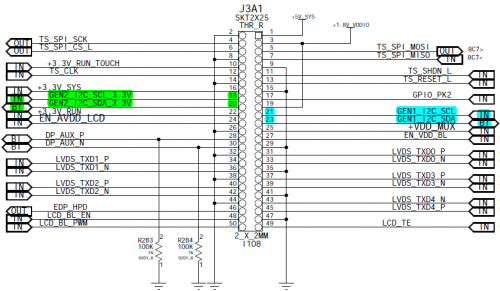 J3A1
SKT2X25
THR_R
+5V_SYS
+1.8V_VDDIO
OUT TS_SPI_SCK 2 1
OUT TS_SPI_CS_L 4 3
6 5 TS_SPI_MOSI OUT 8C7>
8 7 TS_SPI_MISO IN 8C7<
IN +3.3V_RUN_TOUCH 10 9
IN TS_CLK 12 11 TS_SHDN_L IN
14 13 TS_RESET_L IN
IN +3.3V_SYS 16 15
IN GEN2_I2C_SCL_3.3V 18 17 GPIO_PK2 IN
BI GEN2_I2C_SDA_3.3V 20 19
IN +3.3V_RUN 22 21 GEN1_I2C_SCL IN
IN EN_AVDD_LCD 24 23 GEN1_I2C_SDA BI
26 25 +VDD_MUX IN
BI DP_AUX_P 28 27 EN_VDD_BL IN
BI DP_AUX_N 30 29
32 31 LVDS_TXD0_P IN
IN LVDS_TXD1_P 34 33 LVDS_TXD0_N IN
IN LVDS_TXD1_N 36 35
38 37 LVDS_TXD3_P IN
IN LVDS_TXD2_P 40 39 LVDS_TXD3_N IN
IN LVDS_TXD2_N 42 41
44 43 LVDS_TXD4_N IN
OUT EDP_HPD 46 45 LVDS_TXD4_P IN
IN LCD_BL_EN 48 47
IN LCD_BL_PWM 50 49 LCD_TE IN
2_X_2MM
I108
2 2
R2B3 R2B4
100K 100K
1 1